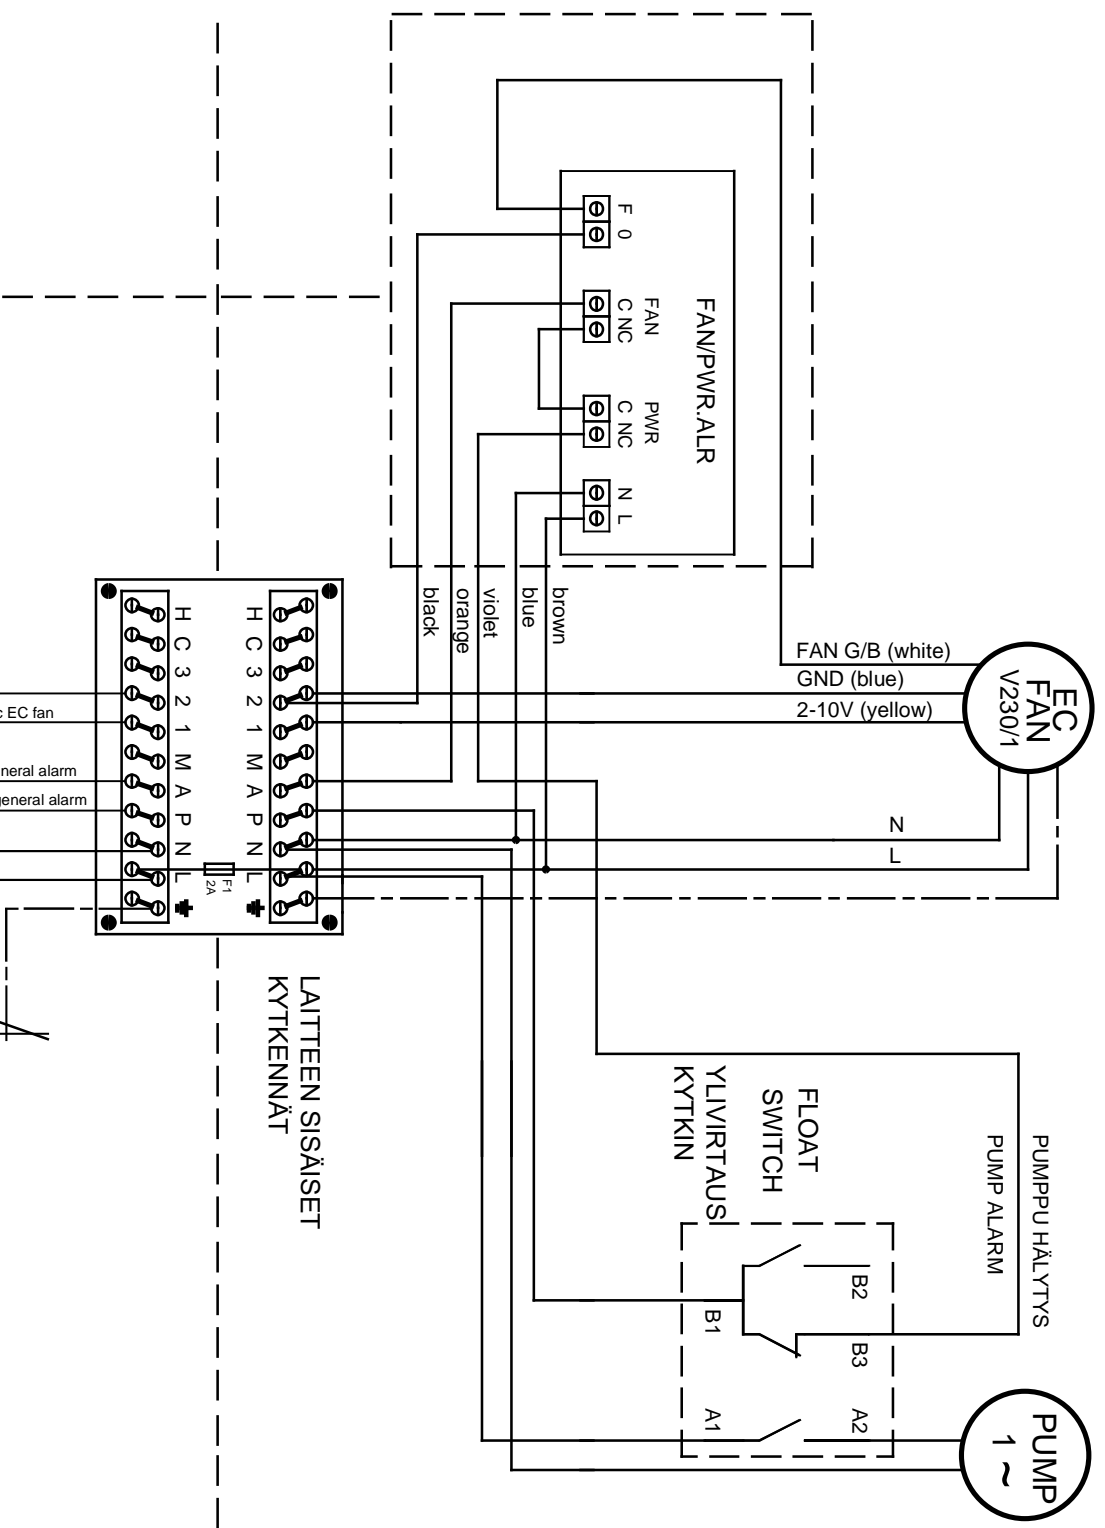 F 0
FAN
C NC
PWR
C NC
N L
FAN/PWR.ALR
black
orange
violet
blue
brown
FAN G/B (white)
GND (blue)
2-10V (yellow)
EC
FAN
V230/1
N
L
H C 3 2 1 M A P N L
H C 3 2 1 M A P N L
F1
2A
EC fan
general alarm
LAITTEEN SISÄISET
KYTKENNÄT
FLOAT
SWITCH
YLIVIRTAUS
KYTKIN
PUMPPU HÄLYTYS
PUMP ALARM
B2
B1
B3
A1
A2
PUMP
1 ~